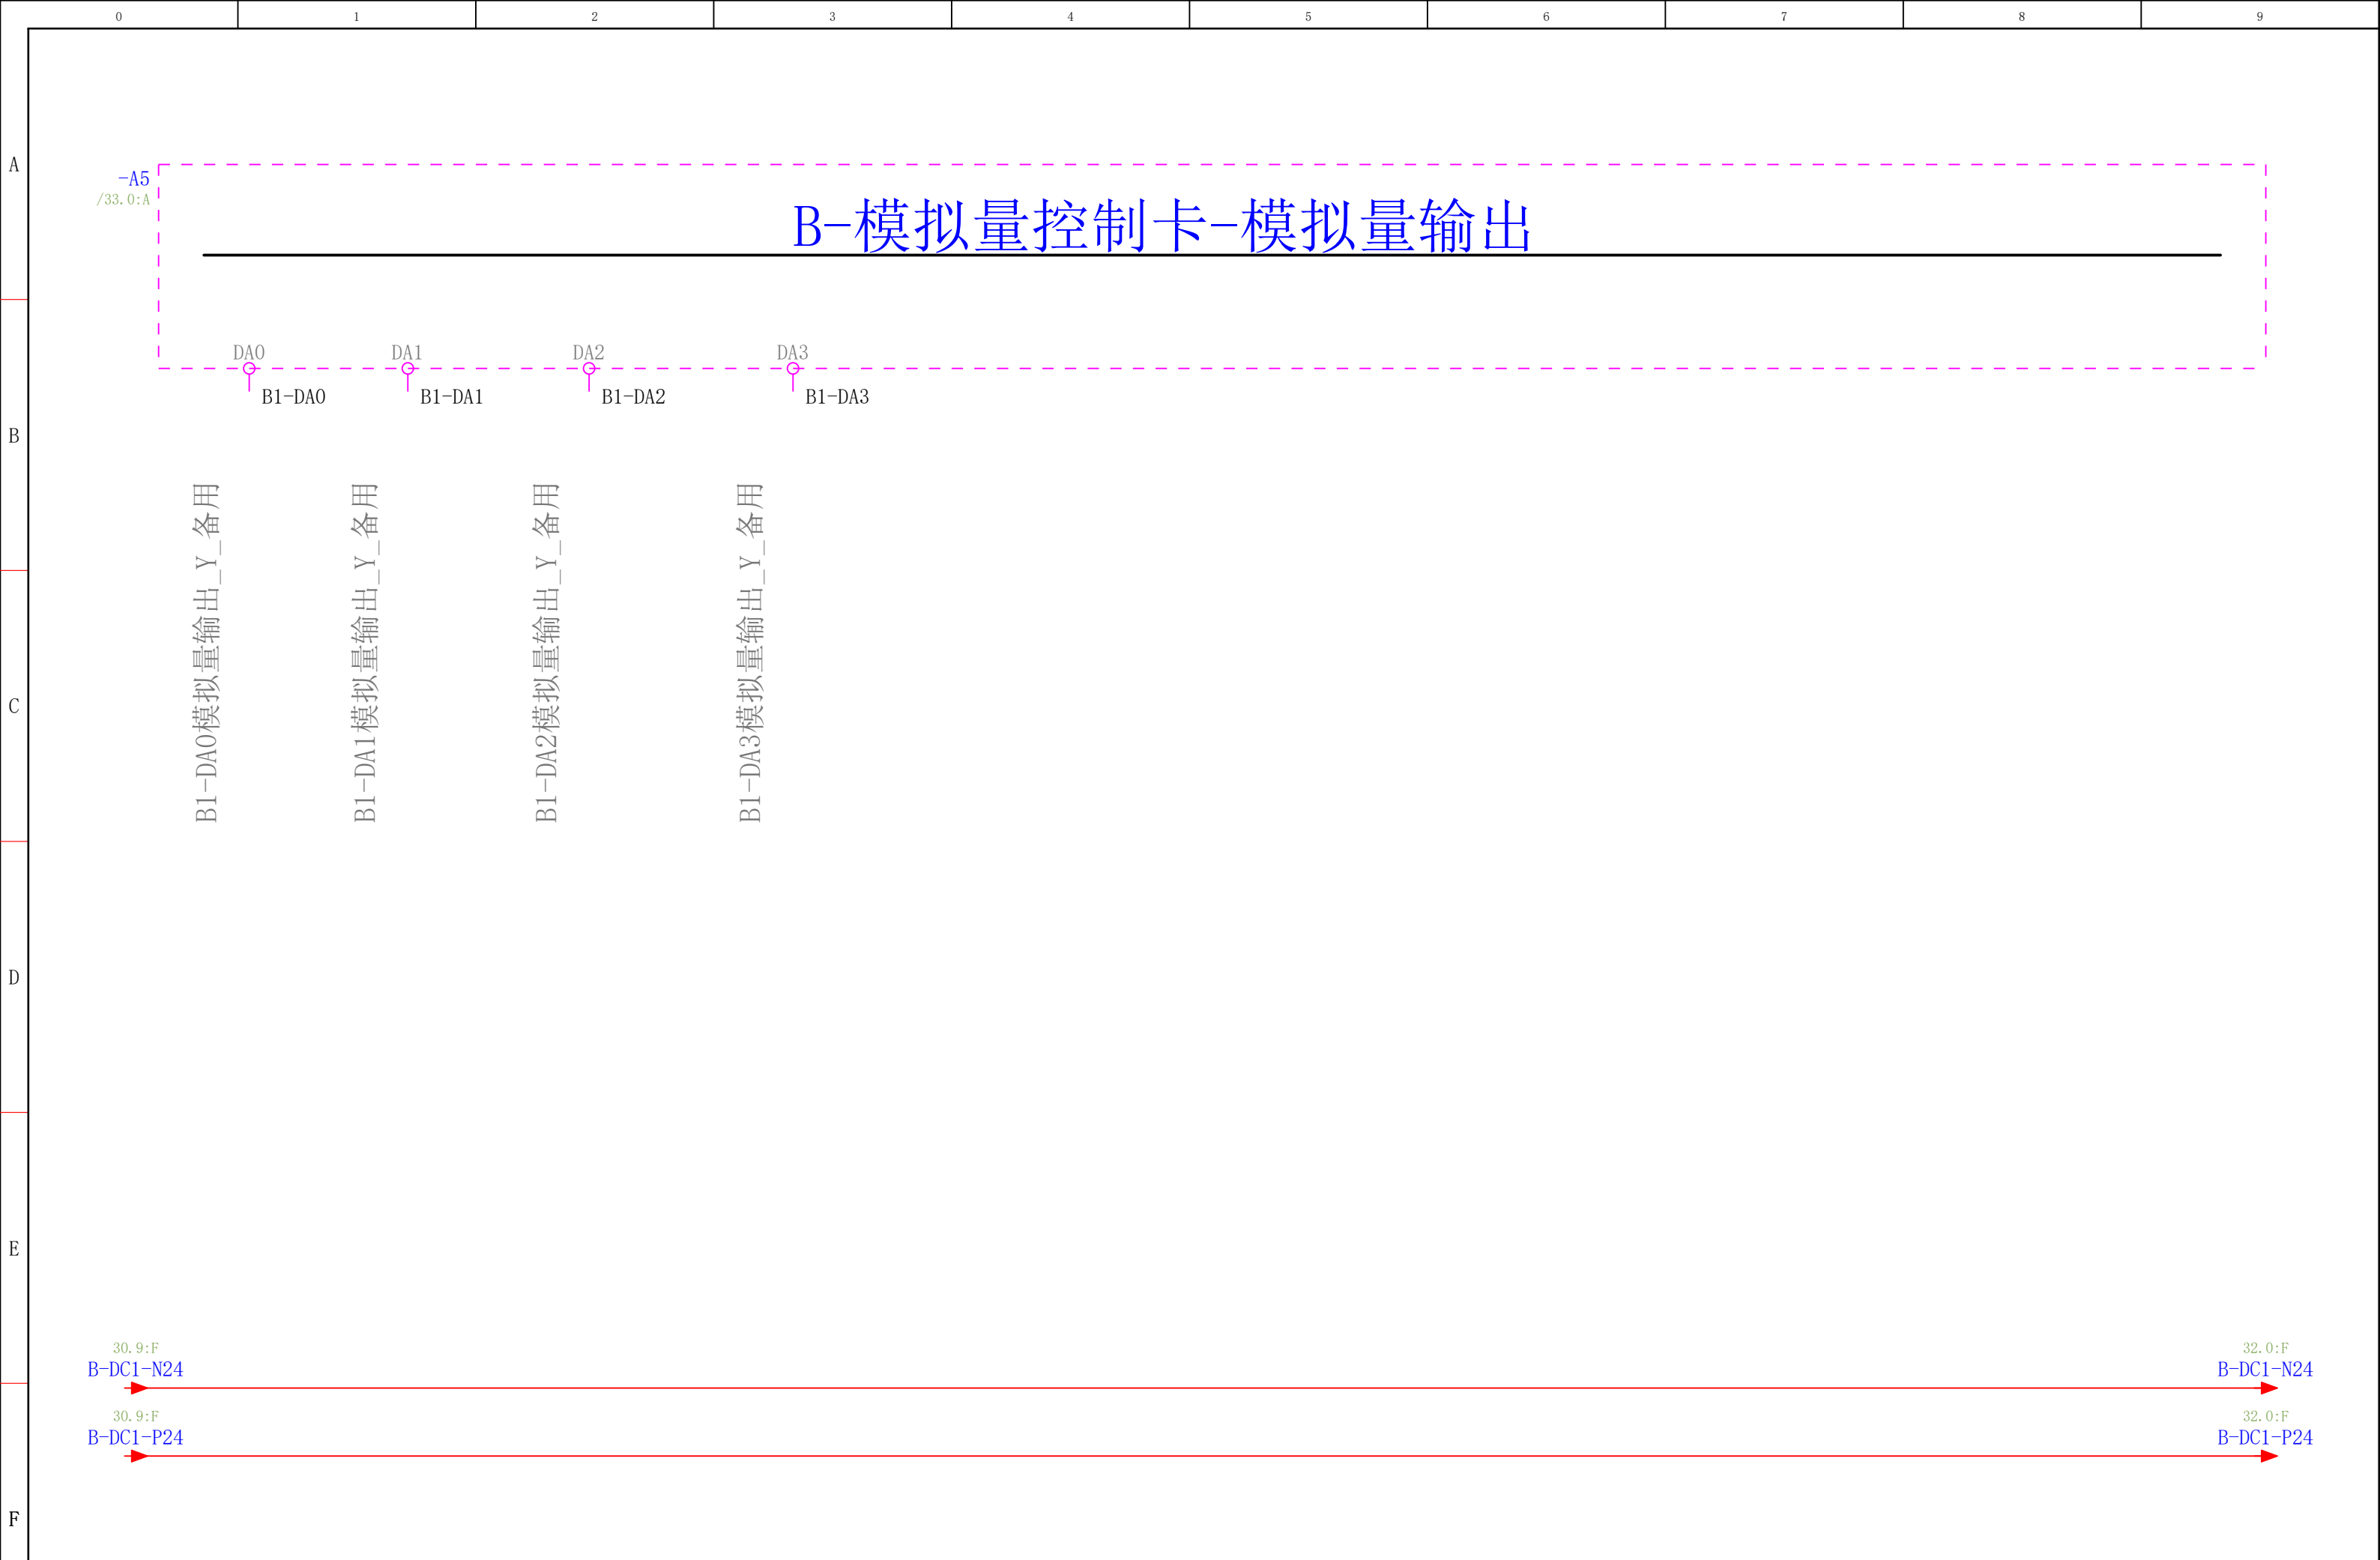 0 1 2 3 4 5 6 7 8 9
A
-A5
/33.0:A
B-模拟量控制卡-模拟量输出
DA0 DA1 DA2 DA3
B1-DA0 B1-DA1 B1-DA2 B1-DA3
B
B1-DA0模拟量输出_Y_备用
B1-DA1模拟量输出_Y_备用
B1-DA2模拟量输出_Y_备用
B1-DA3模拟量输出_Y_备用
C
D
E
30.9:F 32.0:F
B-DC1-N24 B-DC1-N24
30.9:F 32.0:F
B-DC1-P24 B-DC1-P24
F